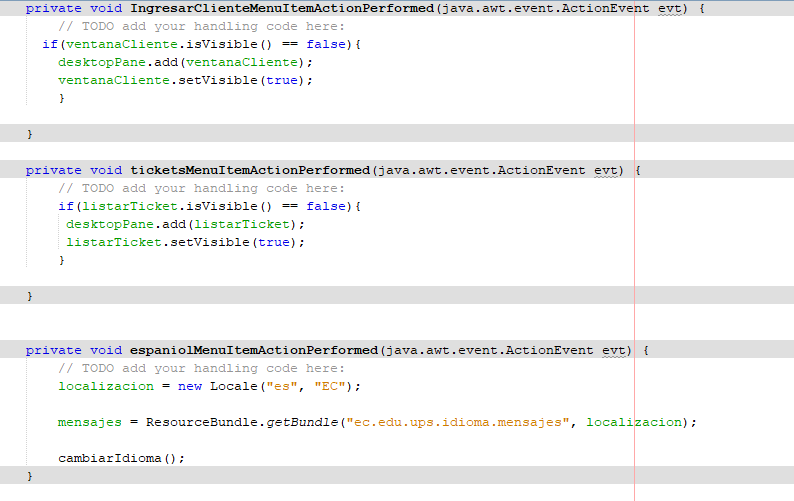 private void IngresarClienteMenuItemActionPerformed(java.awt.event.ActionEvent evt) {
// TODO add your handling code here:
if(ventanaCliente.isVisible() == false){
desktopPane.add(ventanaCliente);
ventanaCliente.setVisible(true);
}
}
private void ticketsMenuItemActionPerformed(java.awt.event.ActionEvent evt) {
// TODO add your handling code here:
if(listarTicket.isVisible() == false){
desktopPane.add(listarTicket);
listarTicket.setVisible(true);
}
}
private void espaniolMenuItemActionPerformed(java.awt.event.ActionEvent evt) {
// TODO add your handling code here:
localizacion = new Locale("es", "EC");
mensajes = ResourceBundle.getBundle("ec.edu.ups.idioma.mensajes", localizacion);
cambiarIdioma();
}